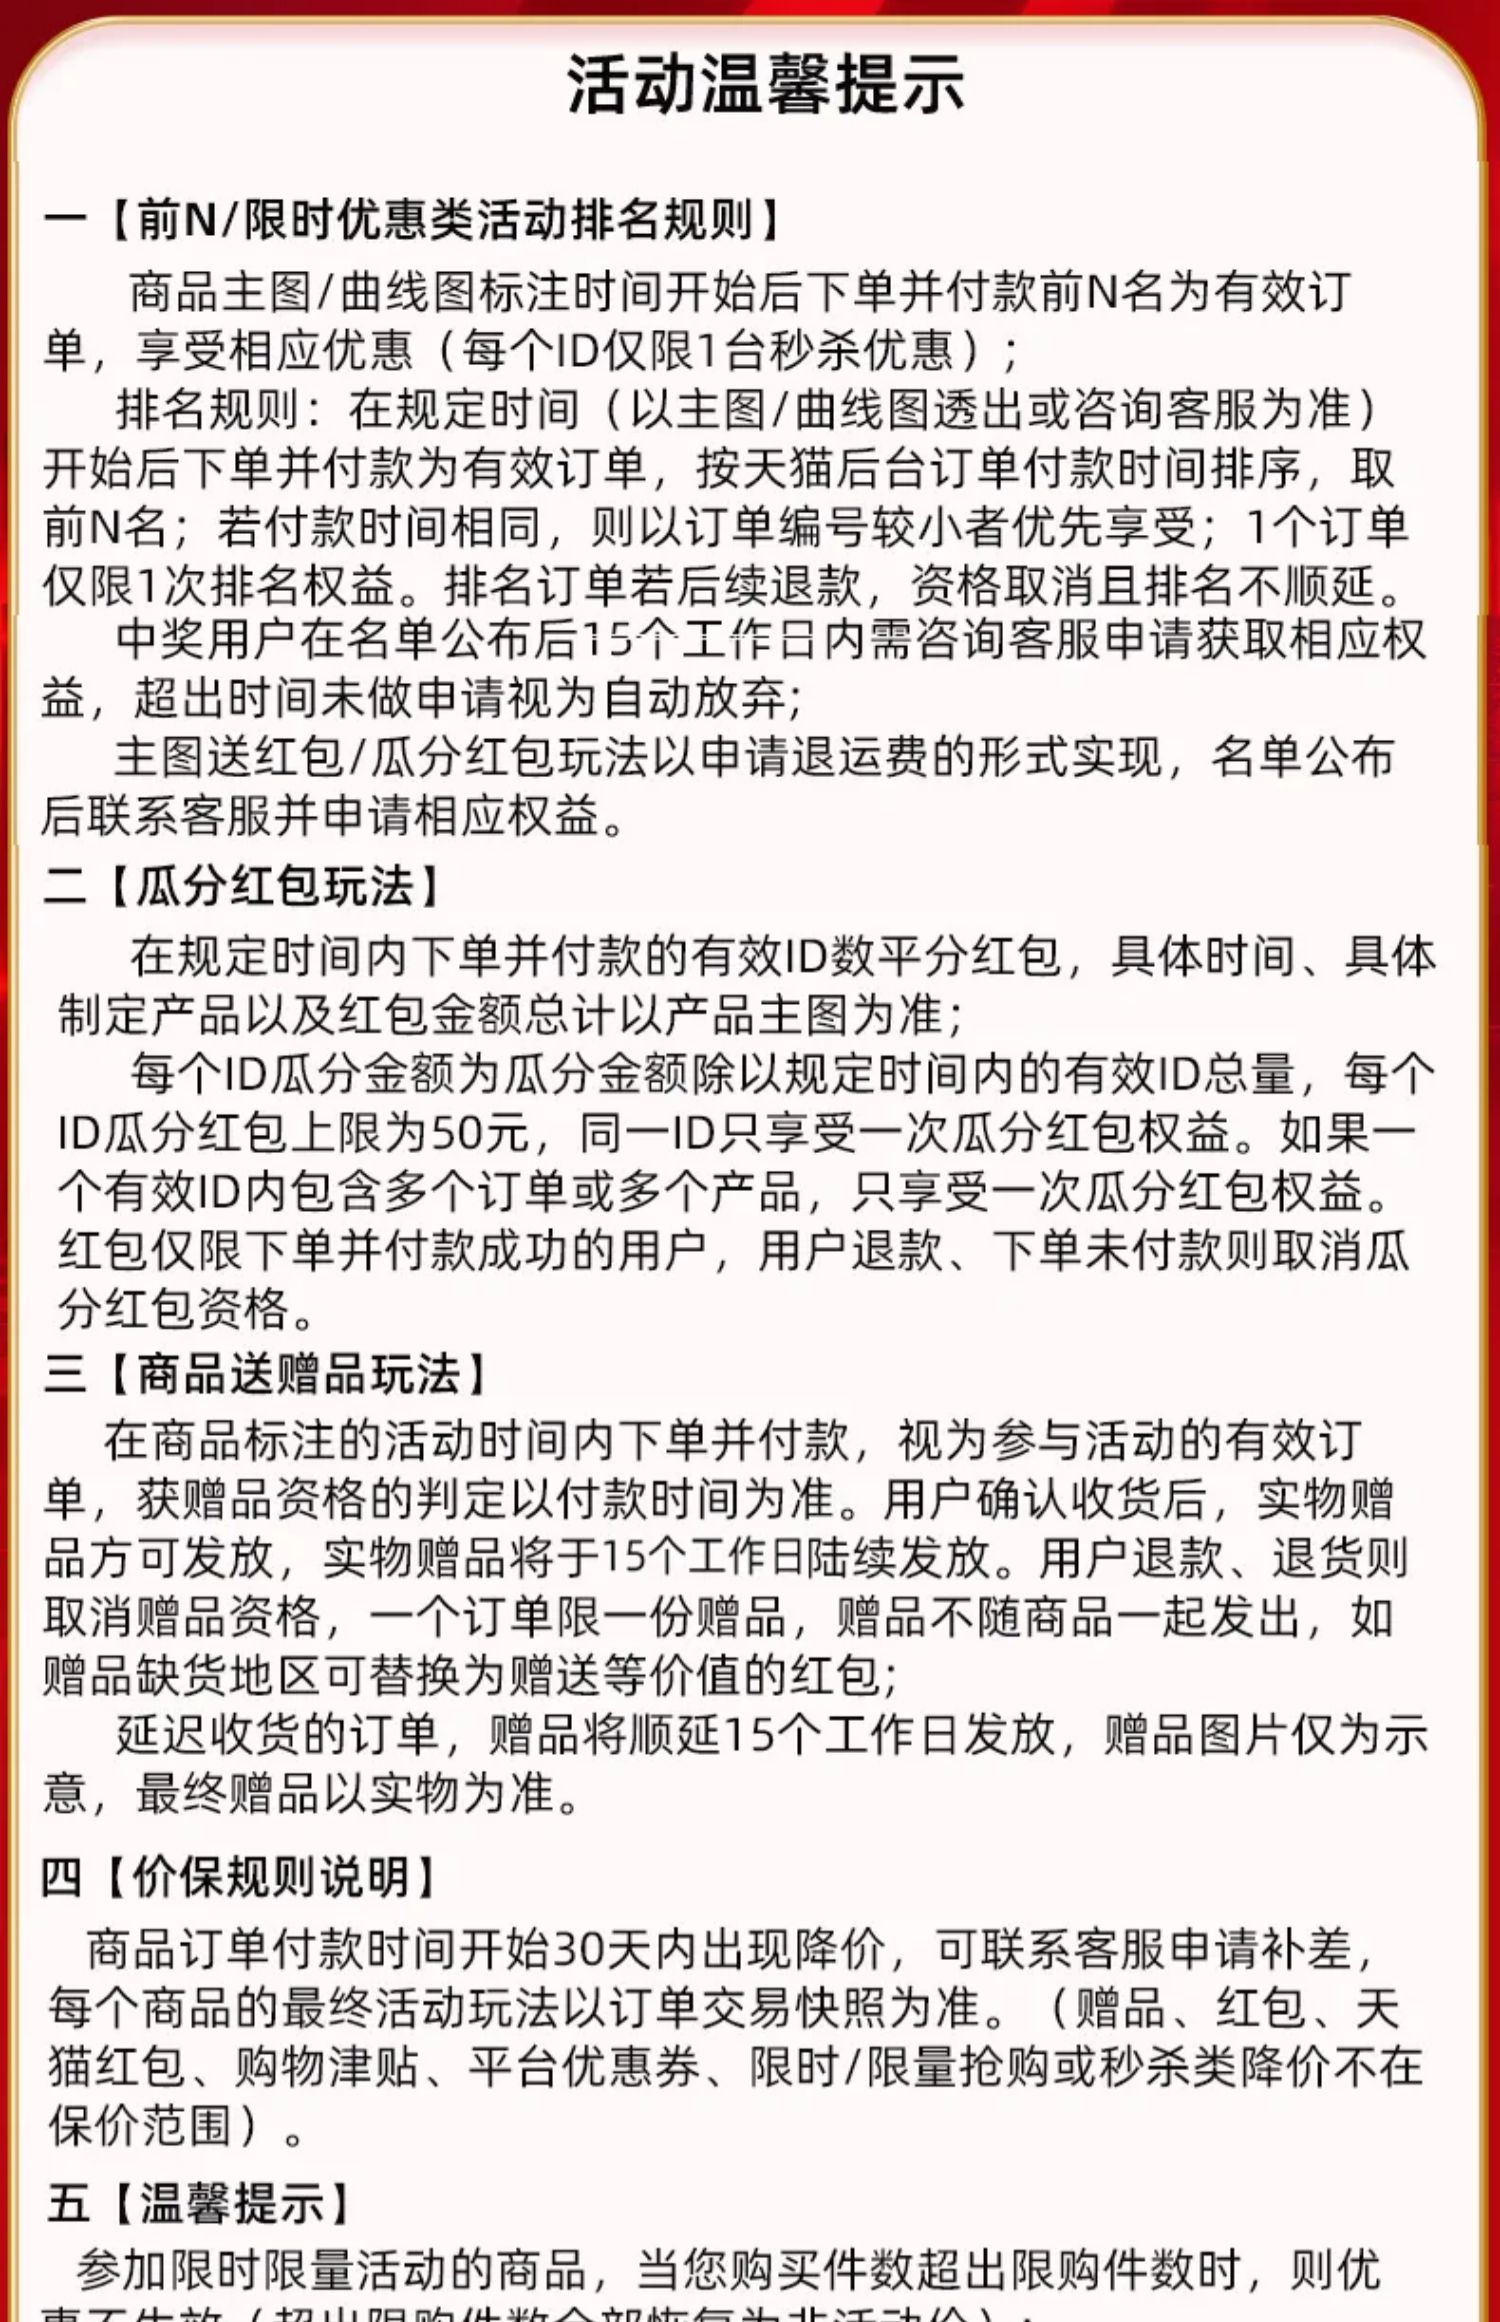 活动温馨提示
一【前N/限时优惠类活动排名规则】
商品主图/曲线图标注时间开始后下单并付款前N名为有效订
单，享受相应优惠（每个ID仅限1台秒杀优惠）；
排名规则：在规定时间（以主图/曲线图透出或咨询客服为准）
开始后下单并付款为有效订单，按天猫后台订单付款时间排序，取
前N名；若付款时间相同，则以订单编号较小者优先享受；1个订单
仅限1次排名权益。排名订单若后续退款，资格取消且排名不顺延。
中奖用户在名单公布后15个工作日内需咨询客服申请获取相应权
益，超出时间未做申请视为自动放弃;
主图送红包/瓜分红包玩法以申请退运费的形式实现，名单公布
后联系客服并申请相应权益。
二【瓜分红包玩法】
在规定时间内下单并付款的有效ID数平分红包，具体时间、具体
制定产品以及红包金额总计以产品主图为准;
每个ID瓜分金额为瓜分金额除以规定时间内的有效ID总量，每个
ID瓜分红包上限为50元，同一ID只享受一次瓜分红包权益。如果一
个有效ID内包含多个订单或多个产品，只享受一次瓜分红包权益。
红包仅限下单并付款成功的用户，用户退款、下单未付款则取消瓜
分红包资格。
三【商品送赠品玩法】
在商品标注的活动时间内下单并付款，视为参与活动的有效订
单，获赠品资格的判定以付款时间为准。用户确认收货后，实物赠
品方可发放，实物赠品将于15个工作日陆续发放。用户退款、退货则
取消赠品资格，一个订单限一份赠品，赠品不随商品一起发出，如
赠品缺货地区可替换为赠送等价值的红包;
延迟收货的订单，赠品将顺延15个工作日发放，赠品图片仅为示
意，最终赠品以实物为准。
四【价保规则说明】
商品订单付款时间开始30天内出现降价，可联系客服申请补差，
每个商品的最终活动玩法以订单交易快照为准。（赠品、红包、天
猫红包、购物津贴、平台优惠券、限时/限量抢购或秒杀类降价不在
保价范围）。
五【温馨提示】
参加限时限量活动的商品，当您购买件数超出限购件数时，则优
惠不生效（超出限购件数全部恢复为非活动价）；